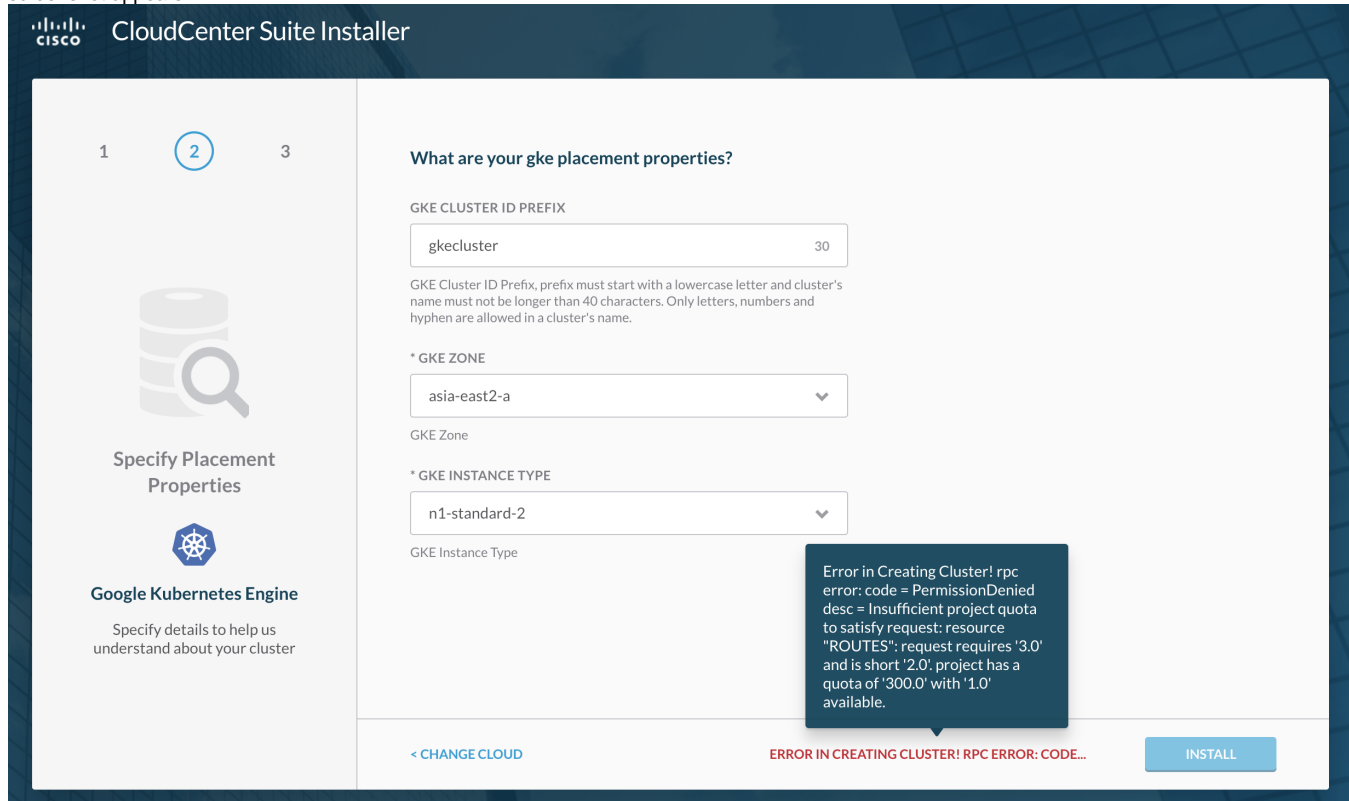 CISCO
CloudCenter Suite Installer
1
2
3
Specify Placement
Properties
Google Kubernetes Engine
Specify details to help us
understand about your cluster
What are your gke placement properties?
GKE CLUSTER ID PREFIX
gkecluster
30
GKE Cluster ID Prefix, prefix must start with a lowercase letter and cluster's
name must not be longer than 40 characters. Only letters, numbers and
hyphen are allowed in a cluster's name.
* GKE ZONE
asia-east2-a
GKE Zone
* GKE INSTANCE TYPE
n1-standard-2
GKE Instance Type
Error in Creating Cluster! rpc
error: code = PermissionDenied
desc = Insufficient project quota
to satisfy request: resource
"ROUTES": request requires '3.0'
and is short '2.0'. project has a
quota of '300.0' with '1.0'
available.
< CHANGE CLOUD
ERROR IN CREATING CLUSTER! RPC ERROR: CODE...
INSTALL